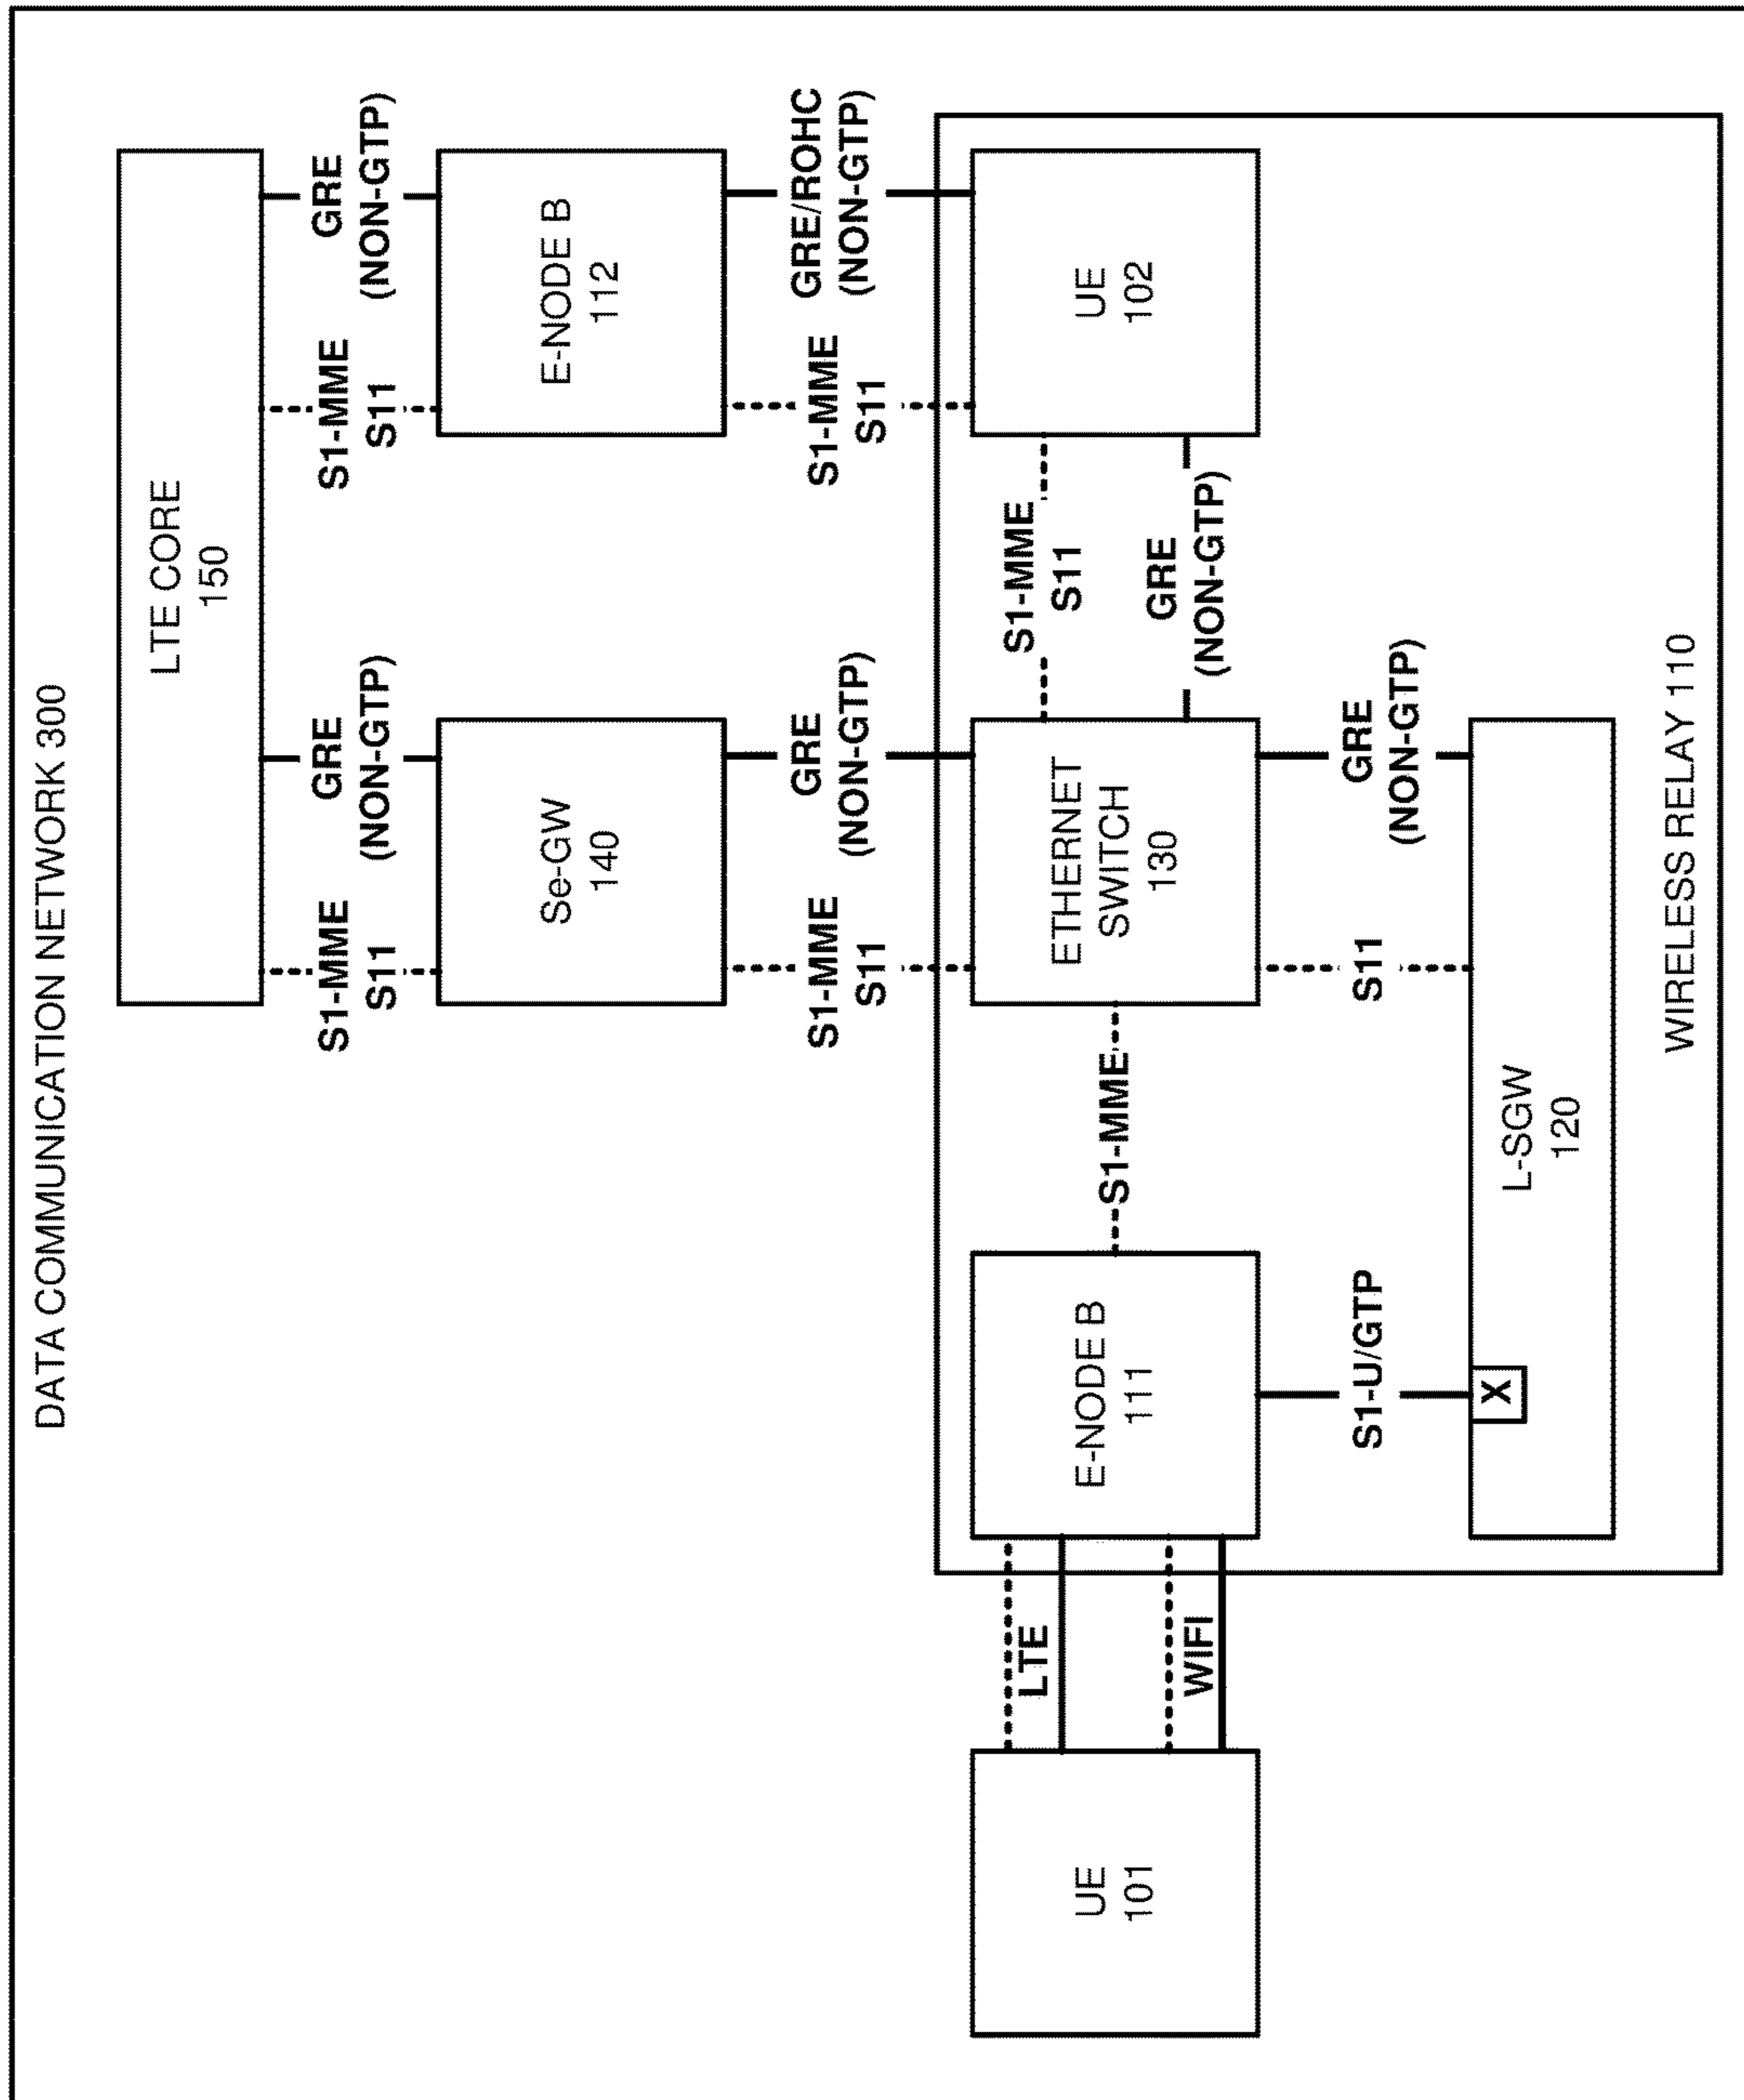 DATA COMMUNICATION NETWORK 300
LTE CORE
150
S1-MME
S11
GRE
(NON-GTP)
S1-MME
S11
GRE
(NON-GTP)
Se-GW
140
E-NODE B
112
S1-MME
S11
GRE
(NON-GTP)
S1-MME
S11
GRE/ROHC
(NON-GTP)
UE
101
LTE
WIFI
E-NODE B
111
S1-MME
ETHERNET
SWITCH
130
S1-MME
S11
GRE
(NON-GTP)
UE
102
S1-U/GTP
S11
GRE
(NON-GTP)
X
L-SGW
120
WIRELESS RELAY 110